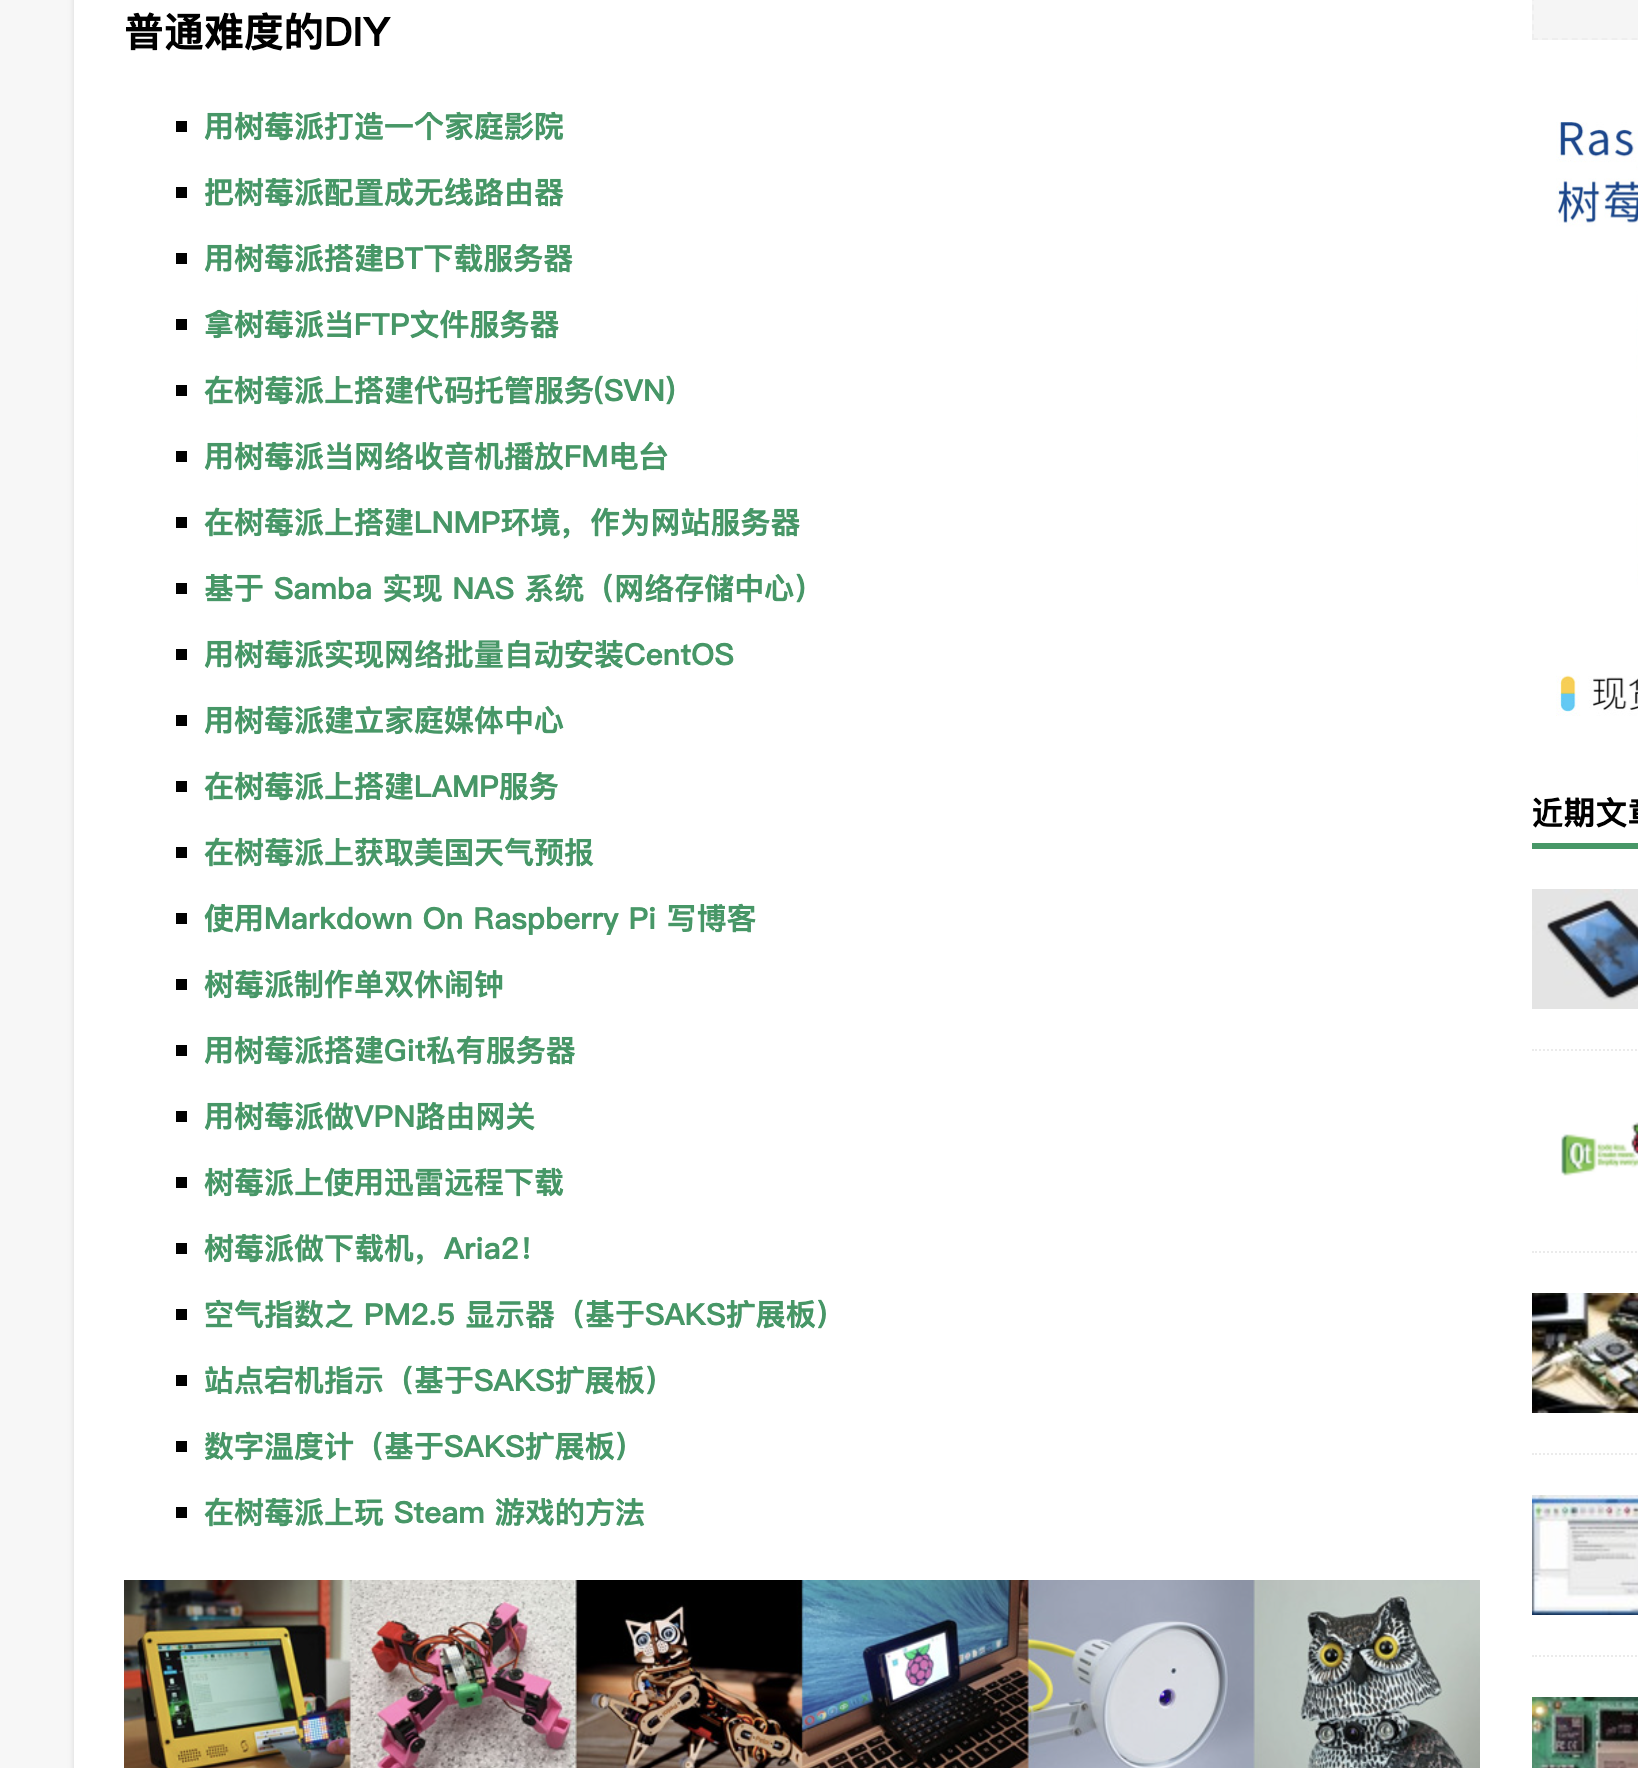 普通难度的DIY
用树莓派打造一个家庭影院
把树莓派配置成无线路由器
用树莓派搭建BT下载服务器
拿树莓派当FTP文件服务器
在树莓派上搭建代码托管服务(SVN)
用树莓派当网络收音机播放FM电台
在树莓派上搭建LNMP环境，作为网站服务器
基于 Samba 实现 NAS 系统（网络存储中心）
用树莓派实现网络批量自动安装CentOS
用树莓派建立家庭媒体中心
在树莓派上搭建LAMP服务
在树莓派上获取美国天气预报
使用Markdown On Raspberry Pi 写博客
树莓派制作单双休闹钟
用树莓派搭建Git私有服务器
用树莓派做VPN路由网关
树莓派上使用迅雷远程下载
树莓派做下载机，Aria2！
空气指数之 PM2.5 显示器（基于SAKS扩展板）
站点宕机指示（基于SAKS扩展板）
数字温度计（基于SAKS扩展板）
在树莓派上玩 Steam 游戏的方法
Ras
树莓
现
近期文
Qt